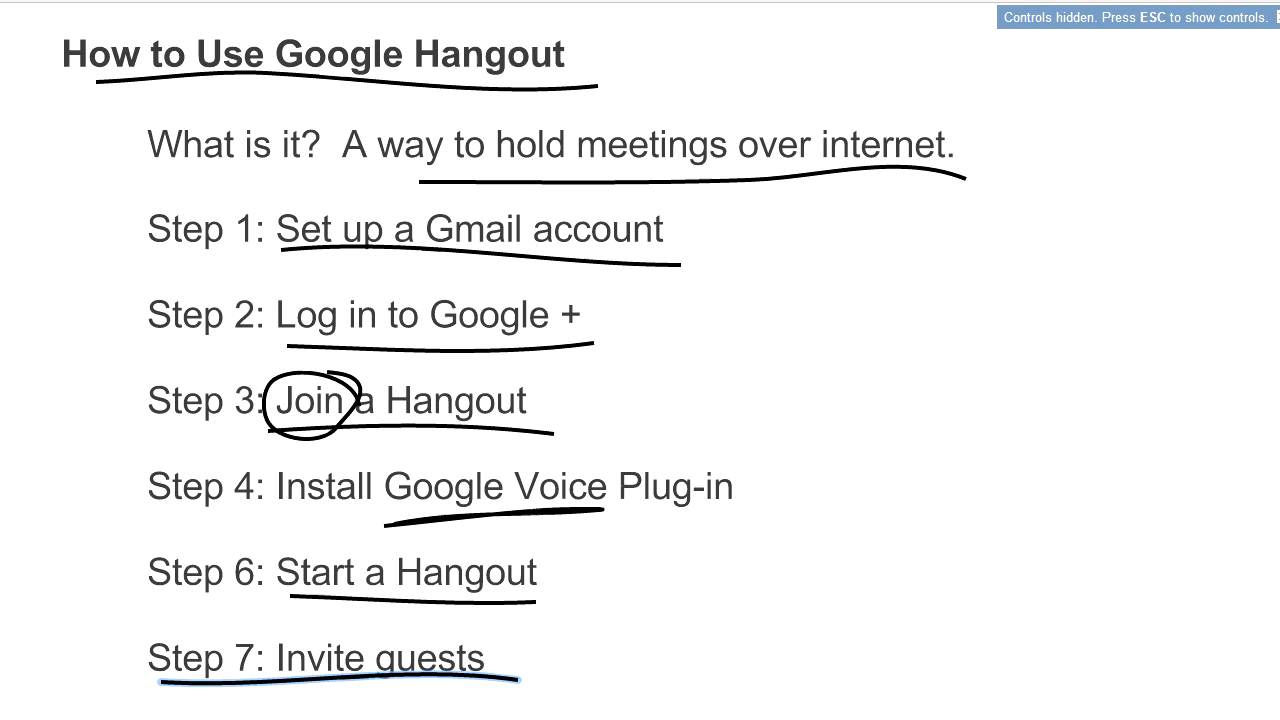 Controls hidden. Press ESC to show controls.
How to Use Google Hangout
What is it? A way to hold meetings over internet.
Step 1: Set up a Gmail account
Step 2: Log in to Google +
Step 3: Join a Hangout
Step 4: Install Google Voice Plug-in
Step 6: Start a Hangout
Step 7: Invite guests